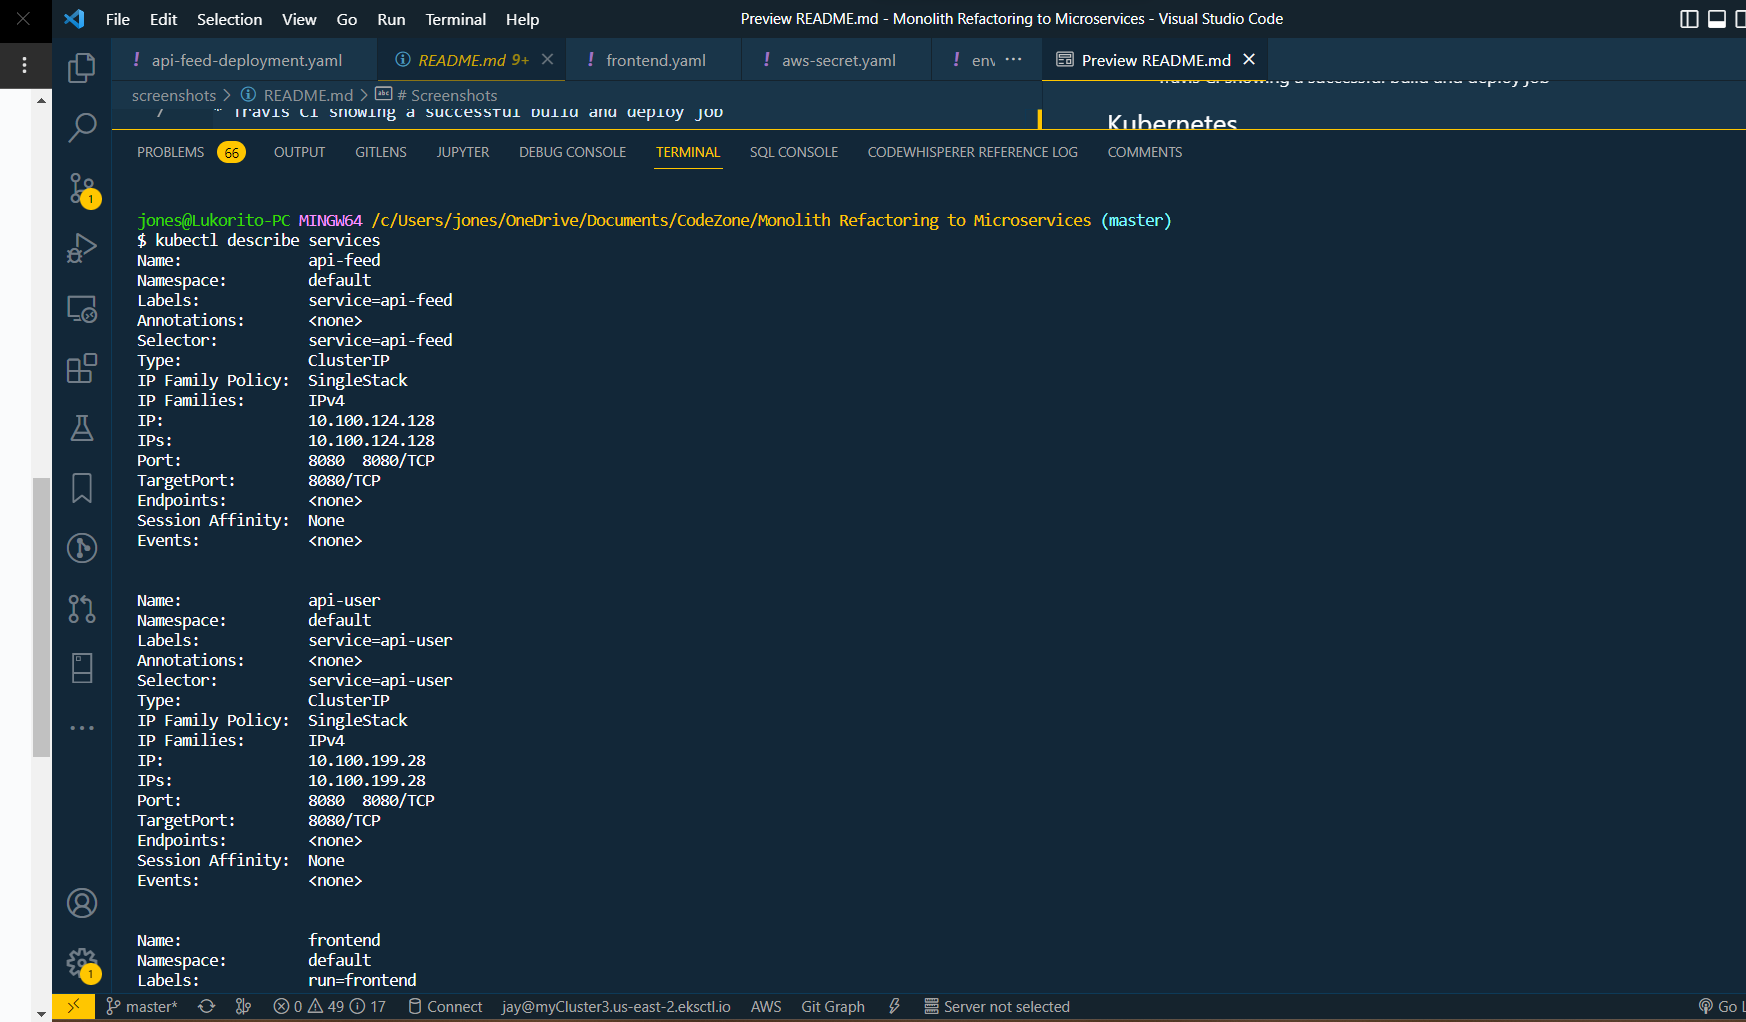 File Edit Selection View Go Run Terminal Help
Preview README.md - Monolith Refactoring to Microservices - Visual Studio Code
! api-feed-deployment.yaml
README.md 9+
! frontend.yaml
! aws-secret.yaml
! env ...
Preview README.md
screenshots > README.md > # Screenshots
7 * Travis CI showing a successful build and deploy job
Travis CI showing a successful build and deploy job
Kubernetes
PROBLEMS 66 OUTPUT GITLENS JUPYTER DEBUG CONSOLE TERMINAL SQL CONSOLE CODEWHISPERER REFERENCE LOG COMMENTS
jones@Lukorito-PC MINGW64 /c/Users/jones/OneDrive/Documents/CodeZone/Monolith Refactoring to Microservices (master)
$ kubectl describe services
Name: api-feed
Namespace: default
Labels: service=api-feed
Annotations: <none>
Selector: service=api-feed
Type: ClusterIP
IP Family Policy: SingleStack
IP Families: IPv4
IP: 10.100.124.128
IPs: 10.100.124.128
Port: 8080 8080/TCP
TargetPort: 8080/TCP
Endpoints: <none>
Session Affinity: None
Events: <none>
Name: api-user
Namespace: default
Labels: service=api-user
Annotations: <none>
Selector: service=api-user
Type: ClusterIP
IP Family Policy: SingleStack
IP Families: IPv4
IP: 10.100.199.28
IPs: 10.100.199.28
Port: 8080 8080/TCP
TargetPort: 8080/TCP
Endpoints: <none>
Session Affinity: None
Events: <none>
Name: frontend
Namespace: default
Labels: run=frontend
1
1
master* 0 49 17 Connect jay@myCluster3.us-east-2.eksctl.io AWS Git Graph Server not selected Go